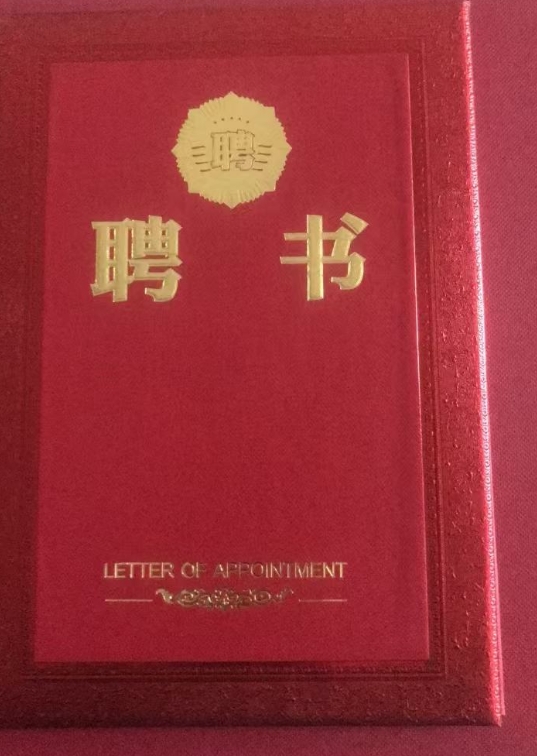 聘
聘 书
LETTER OF APPOINTMENT